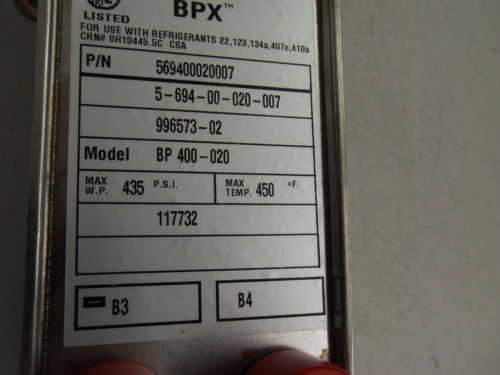 LISTED
BPX™
FOR USE WITH REFRIGERANTS 22,123,134a,407c,410a
CRN# 0H10445.5C CSA
P/N 569400020007
5-694-00-020-007
996573-02
Model BP 400-020
MAX W.P. 435 P.S.I. MAX TEMP. 450 °F.
117732
B3 B4